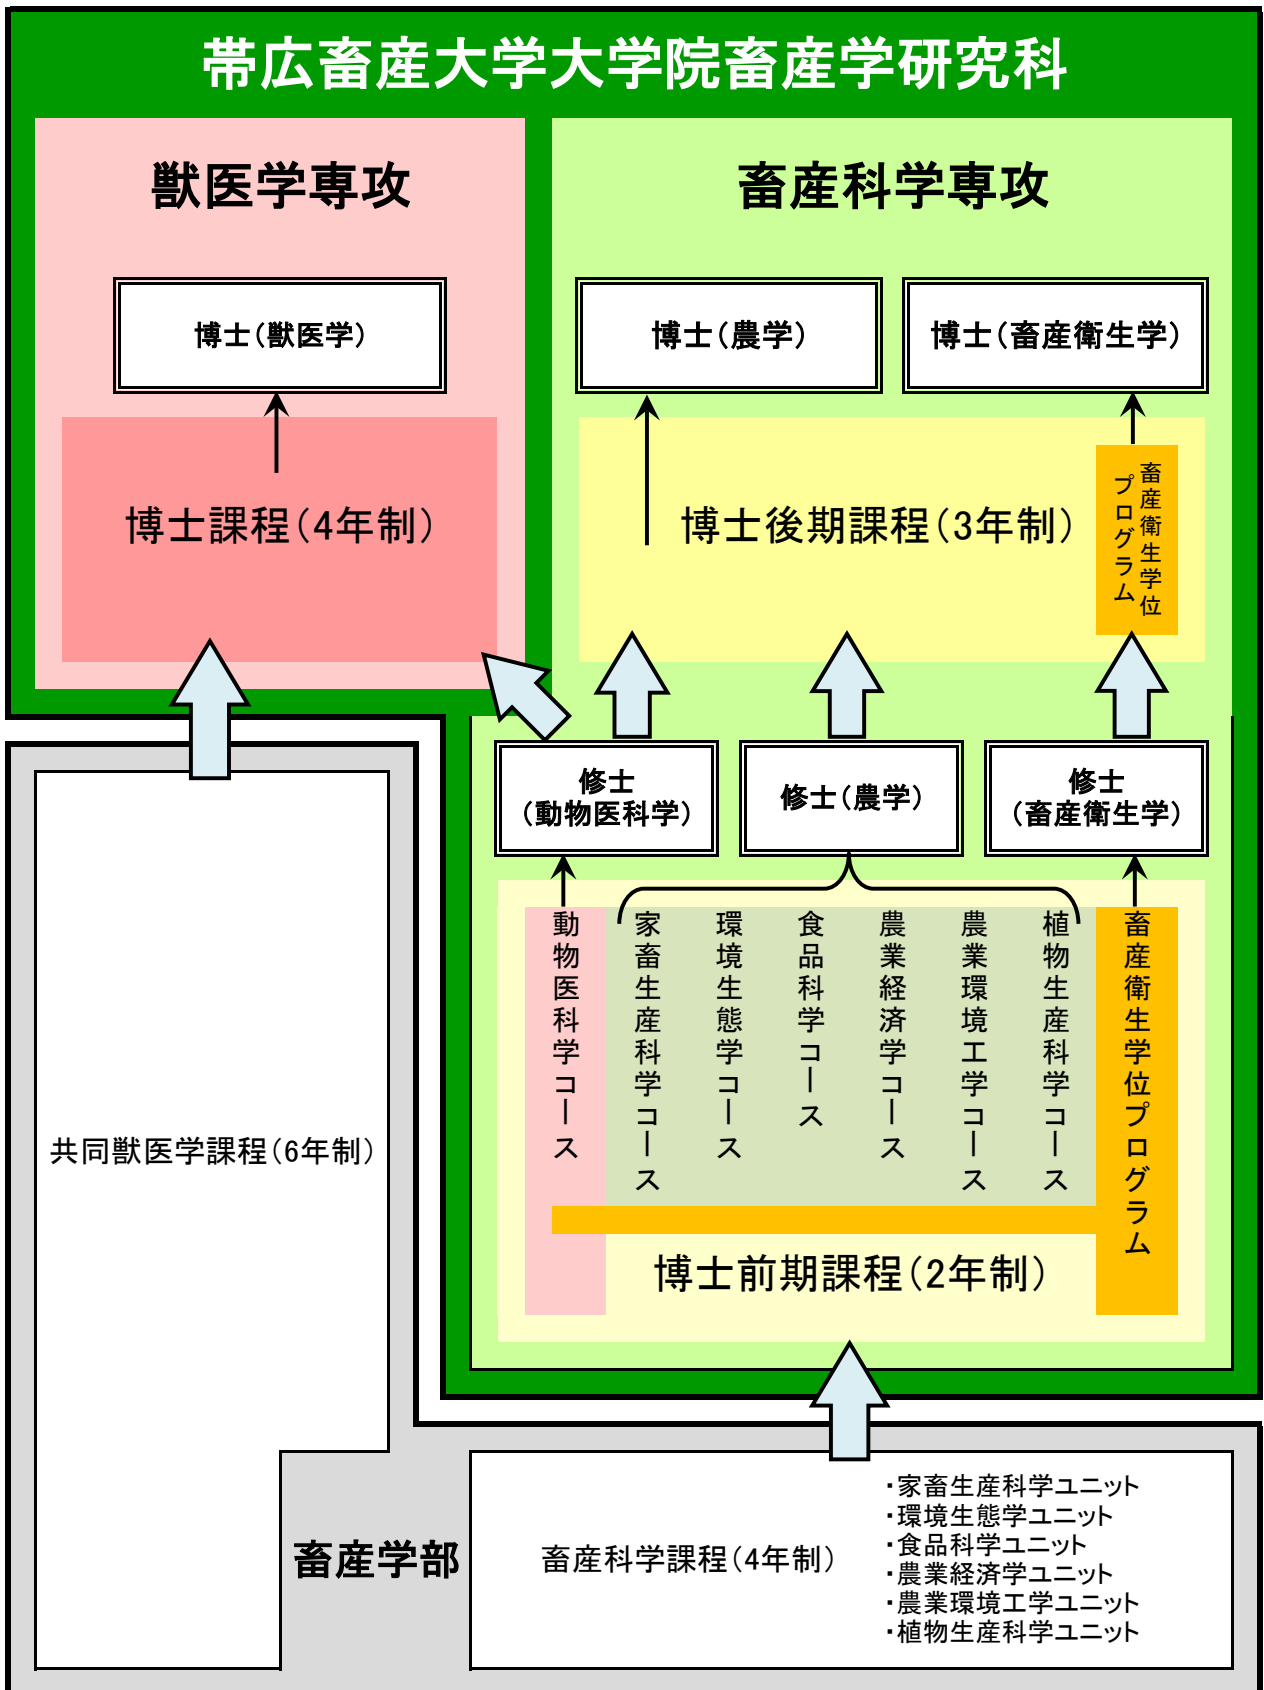 帯広畜産大学大学院畜産学研究科
獣医学専攻
畜産科学専攻
博士（獣医学）
博士（農学）
博士（畜産衛生学）
博士課程（4年制）
博士後期課程（3年制）
畜産衛生学位
プログラム
修士
（動物医科学）
修士（農学）
修士
（畜産衛生学）
動物医科学コース
家畜生産科学コース
環境生態学コース
食品科学コース
農業経済学コース
農業環境工学コース
植物生産科学コース
畜産衛生学位プログラム
博士前期課程（2年制）
共同獣医学課程（6年制）
畜産学部
畜産科学課程（4年制）
・家畜生産科学ユニット
・環境生態学ユニット
・食品科学ユニット
・農業経済学ユニット
・農業環境工学ユニット
・植物生産科学ユニット